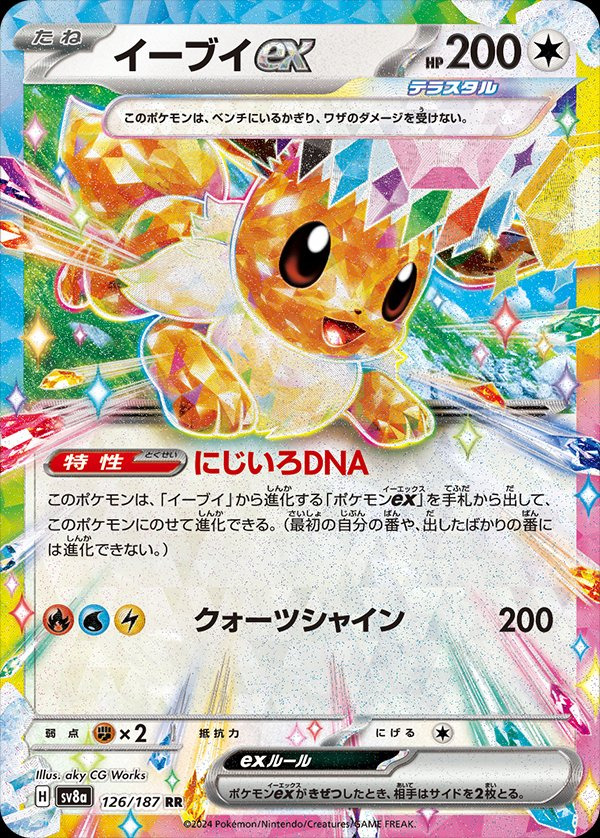 たね イーブイex HP200
テラスタル
このポケモンは、ベンチにいるかぎり、ワザのダメージを受けない。
特性 にじいろDNA
このポケモンは、「イーブイ」から進化する「ポケモンex」を手札から出して、
このポケモンにのせて進化できる。（最初の自分の番や、出したばかりの番に
は進化できない。）
クォーツシャイン 200
弱点 ×2 抵抗力 にげる
Illus. aky CG Works
exルール
ポケモンexがきぜつしたとき、相手はサイドを2枚とる。
H sv8a 126/187 RR
©2024 Pokémon/Nintendo/Creatures/GAME FREAK.